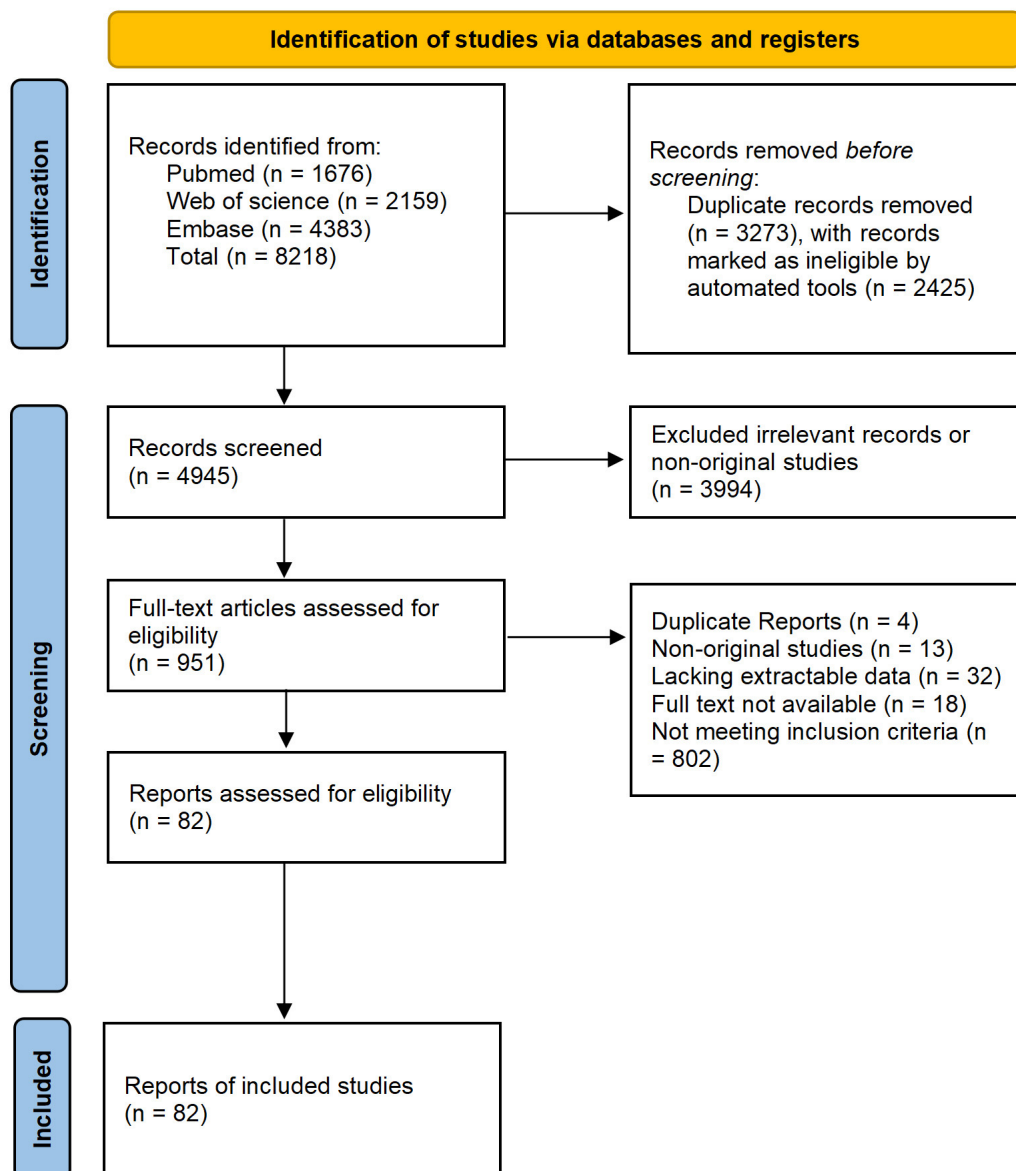 Identification of studies via databases and registers
Identification
Records identified from:
Pubmed (n = 1676)
Web of science (n = 2159)
Embase (n = 4383)
Total (n = 8218)
Records removed before
screening:
Duplicate records removed
(n = 3273), with records
marked as ineligible by
automated tools (n = 2425)
Screening
Records screened
(n = 4945)
Excluded irrelevant records or
non-original studies
(n = 3994)
Full-text articles assessed for
eligibility
(n = 951)
Duplicate Reports (n = 4)
Non-original studies (n = 13)
Lacking extractable data (n = 32)
Full text not available (n = 18)
Not meeting inclusion criteria (n
= 802)
Reports assessed for eligibility
(n = 82)
Included
Reports of included studies
(n = 82)